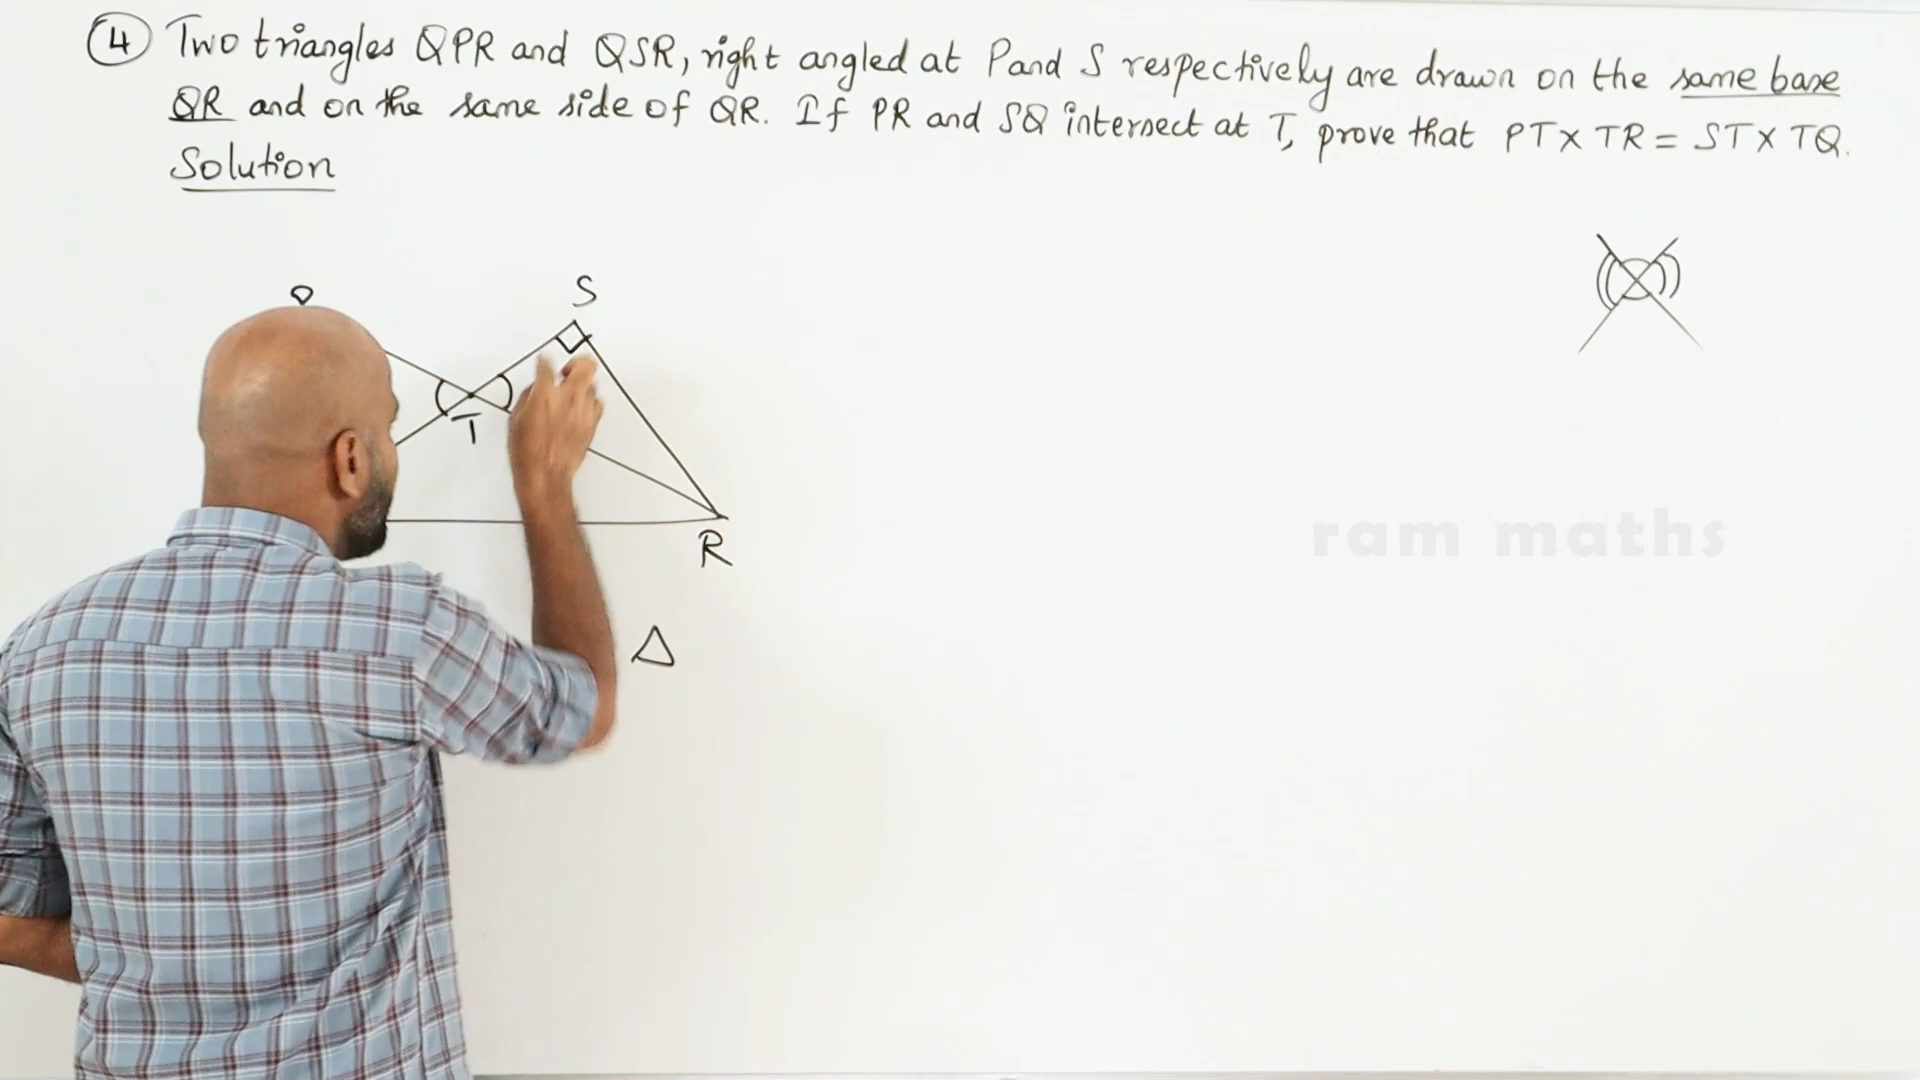 4 Two triangles QPR and QSR, right angled at P and S respectively are drawn on the same base
QR and on the same side of QR. If PR and SQ intersect at T, prove that PT X TR = ST X TQ.
Solution
S
T
R
ram maths